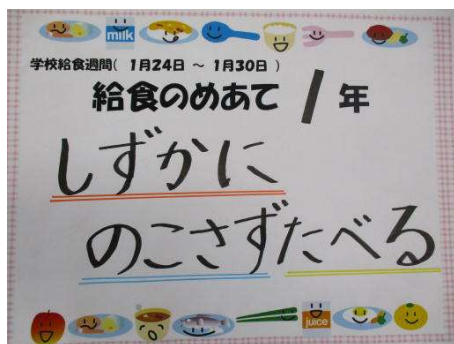 milk
学校給食週間( 1月24日 ～ 1月30日 )
給食のめあて 1年
しずかに
のこさずたべる
juice